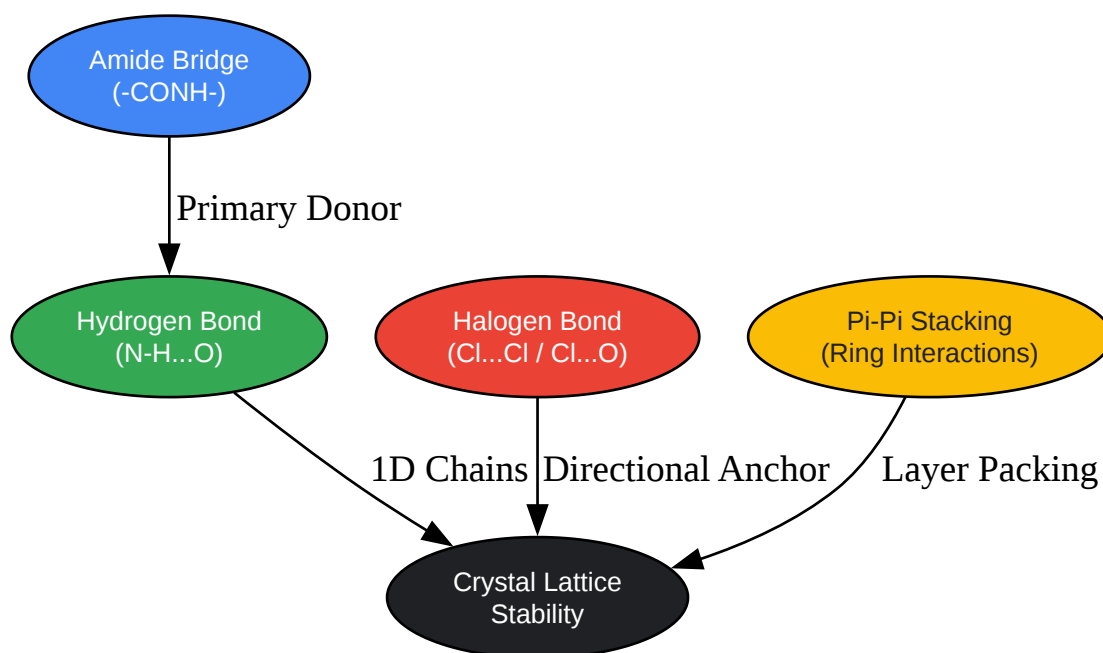 Amide Bridge
(-CONH-)
Primary Donor
Hydrogen Bond
(N-H...O)
Halogen Bond
(Cl...Cl / Cl...O)
Pi-Pi Stacking
(Ring Interactions)
1D Chains
Directional Anchor
Layer Packing
Crystal Lattice
Stability